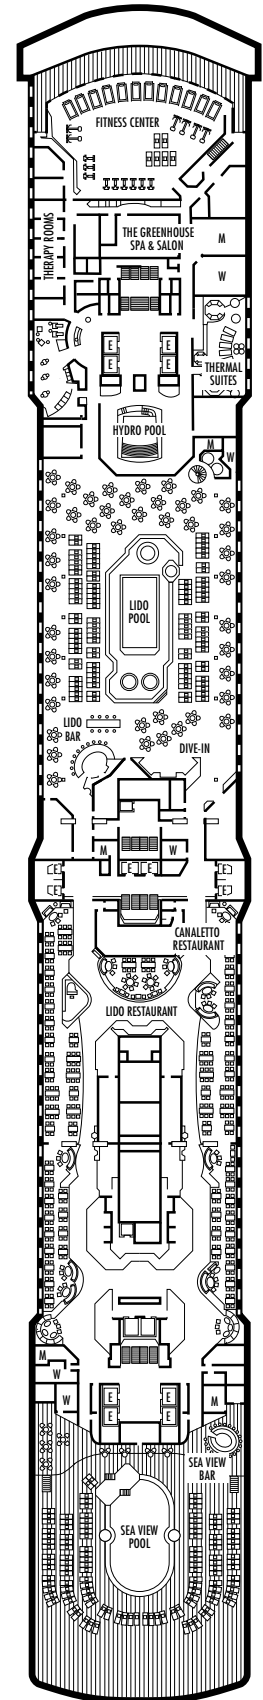 FITNESS CENTER
THERAPY ROOMS
THE GREENHOUSE
SPA & SALON
M
W
E E
E E
THERMAL
SUITES
HYDRO POOL
M
W
LIDO
POOL
LIDO
BAR
DIVE-IN
M
W
E E
E
E
E
E
CANALETTO
RESTAURANT
LIDO RESTAURANT
M
W
W
M
E E
E E
SEA VIEW
BAR
SEA VIEW
POOL